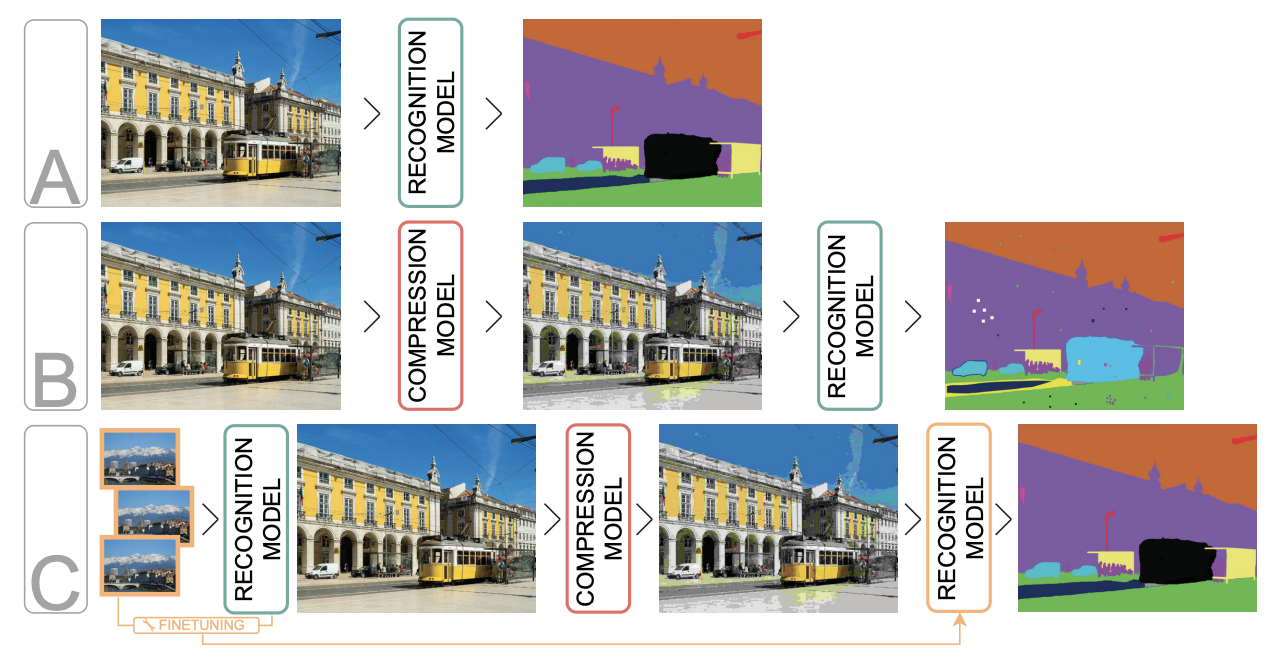 A
RECOGNITION
MODEL
B
COMPRESSION
MODEL
RECOGNITION
MODEL
C
RECOGNITION
MODEL
COMPRESSION
MODEL
RECOGNITION
MODEL
FINETUNING